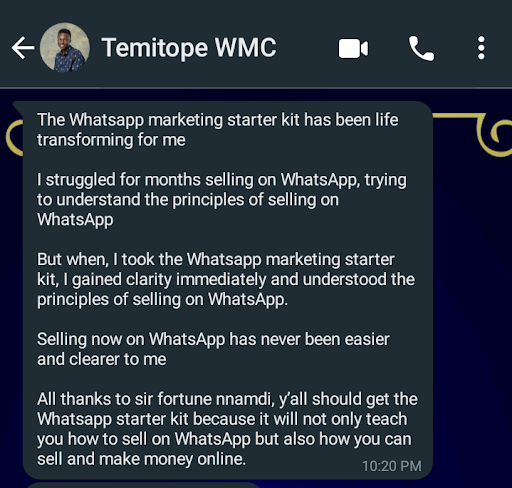 Temitope WMC
The Whatsapp marketing starter kit has been life
transforming for me
I struggled for months selling on WhatsApp, trying
to understand the principles of selling on
WhatsApp
But when, I took the Whatsapp marketing starter
kit, I gained clarity immediately and understood the
principles of selling on WhatsApp.
Selling now on WhatsApp has never been easier
and clearer to me
All thanks to sir fortune nnamdi, y'all should get the
Whatsapp starter kit because it will not only teach
you how to sell on WhatsApp but also how you can
sell and make money online.
10:20 PM